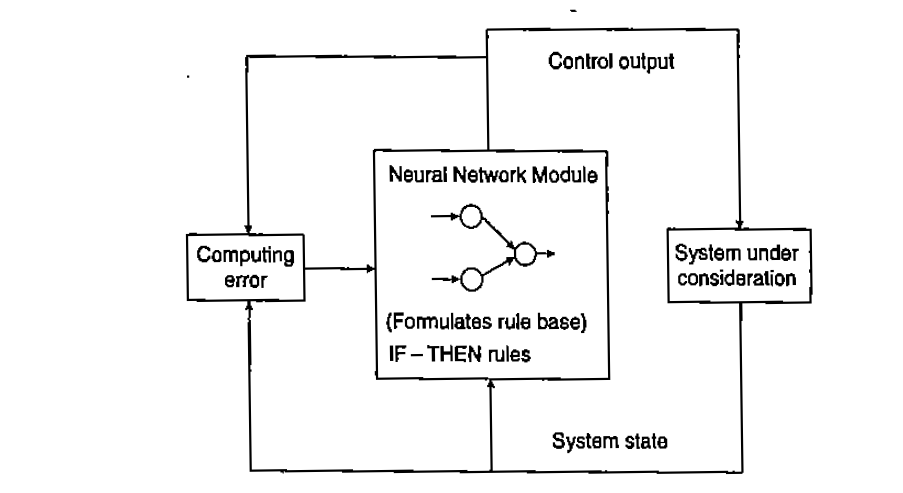 Control output
Neural Network Module
Computing
error
System under
consideration
(Formulates rule base)
IF – THEN rules
System state